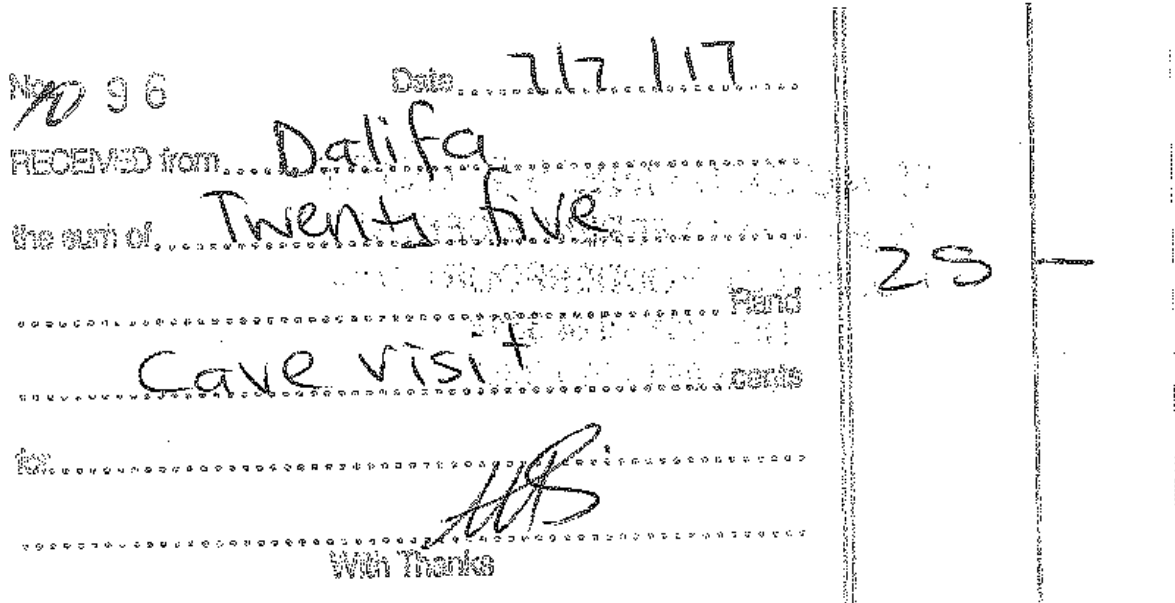 No. 96 Date 7/7/17
RECEIVED from Dalifa
the sum of Twenty five
Rand 25 —
Cave visit cents
for
With Thanks